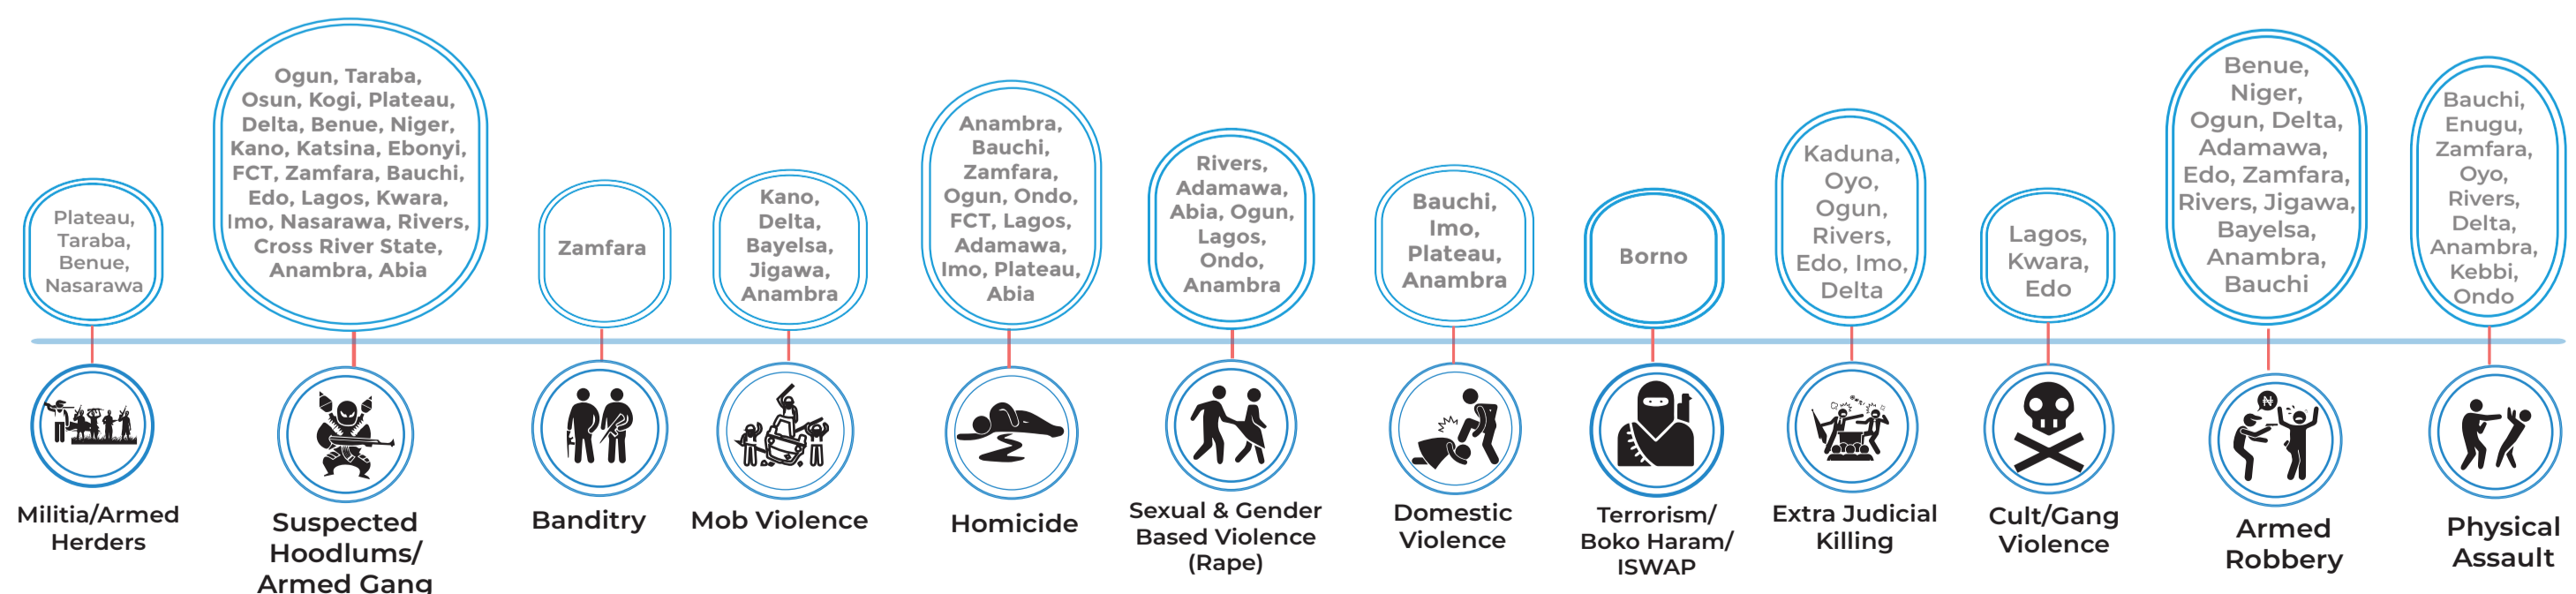 Plateau,
Taraba,
Benue,
Nasarawa
Militia/Armed
Herders
Ogun, Taraba,
Osun, Kogi, Plateau,
Delta, Benue, Niger,
Kano, Katsina, Ebonyi,
FCT, Zamfara, Bauchi,
Edo, Lagos, Kwara,
Imo, Nasarawa, Rivers,
Cross River State,
Anambra, Abia
Suspected
Hoodlums/
Armed Gang
Zamfara
Banditry
Kano,
Delta,
Bayelsa,
Jigawa,
Anambra
Mob Violence
Anambra,
Bauchi,
Zamfara,
Ogun, Ondo,
FCT, Lagos,
Adamawa,
Imo, Plateau,
Abia
Homicide
Rivers,
Adamawa,
Abia, Ogun,
Lagos,
Ondo,
Anambra
Sexual & Gender
Based Violence
(Rape)
Bauchi,
Imo,
Plateau,
Anambra
Domestic
Violence
Borno
Terrorism/
Boko Haram/
ISWAP
Kaduna,
Oyo,
Ogun,
Rivers,
Edo, Imo,
Delta
Extra Judicial
Killing
Lagos,
Kwara,
Edo
Cult/Gang
Violence
Benue,
Niger,
Ogun, Delta,
Adamawa,
Edo, Zamfara,
Rivers, Jigawa,
Bayelsa,
Anambra,
Bauchi
₦
Armed
Robbery
Bauchi,
Enugu,
Zamfara,
Oyo,
Rivers,
Delta,
Anambra,
Kebbi,
Ondo
Physical
Assault